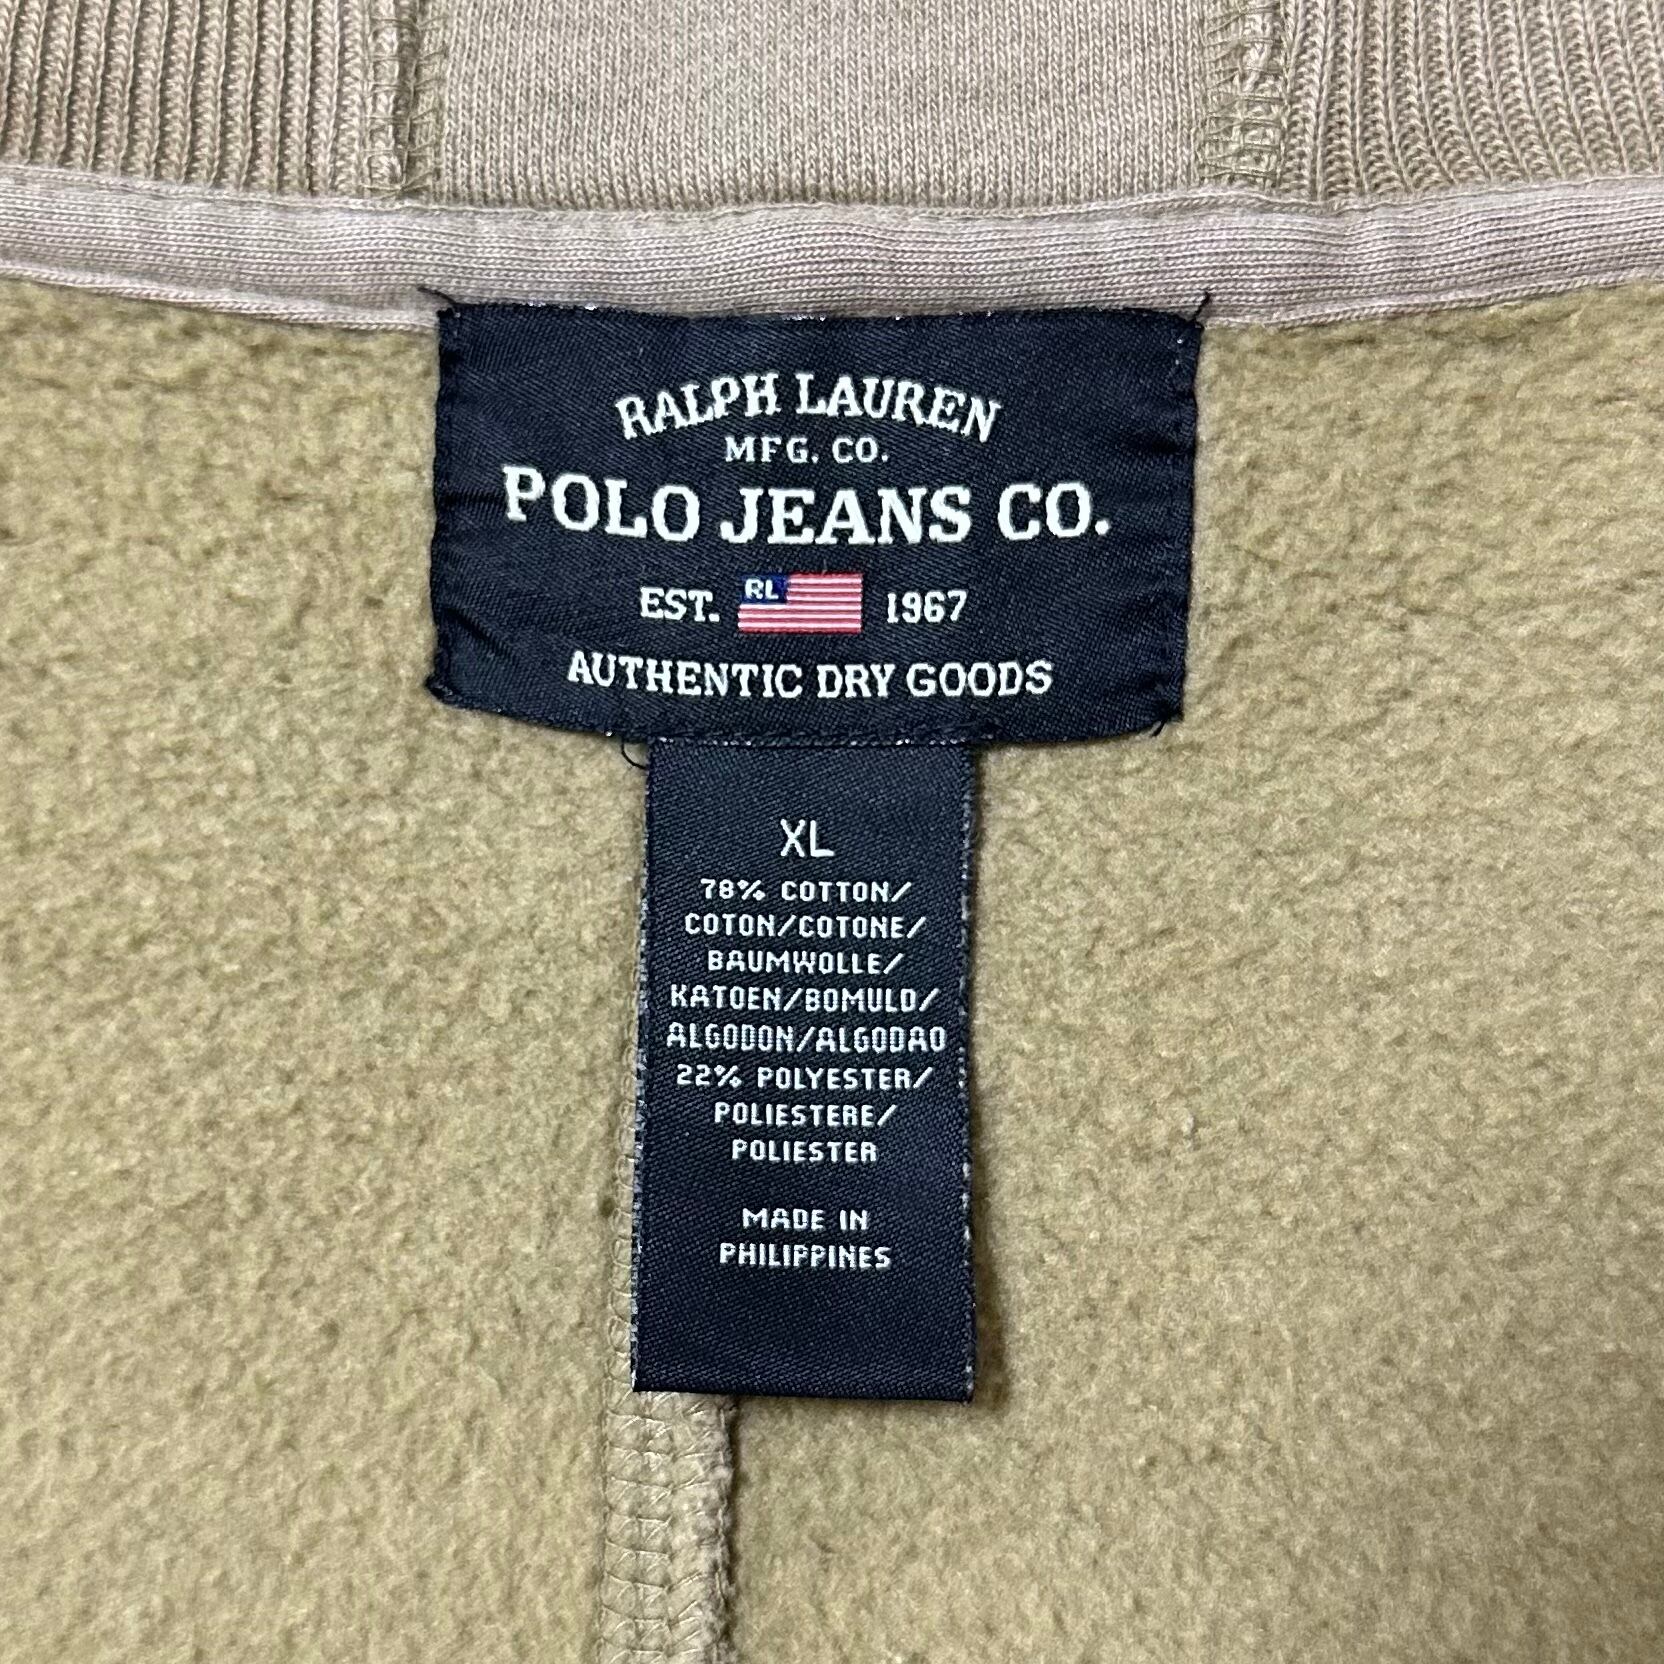 RALPH LAUREN
MFG. CO.
POLO JEANS CO.
EST. RL 1967
AUTHENTIC DRY GOODS
XL
78% COTTON/
COTON/COTONE/
BAUMWOLLE/
KATOEN/BOMULD/
ALGODON/ALGODAO
22% POLYESTER/
POLIESTERE/
POLIESTER
MADE IN
PHILIPPINES